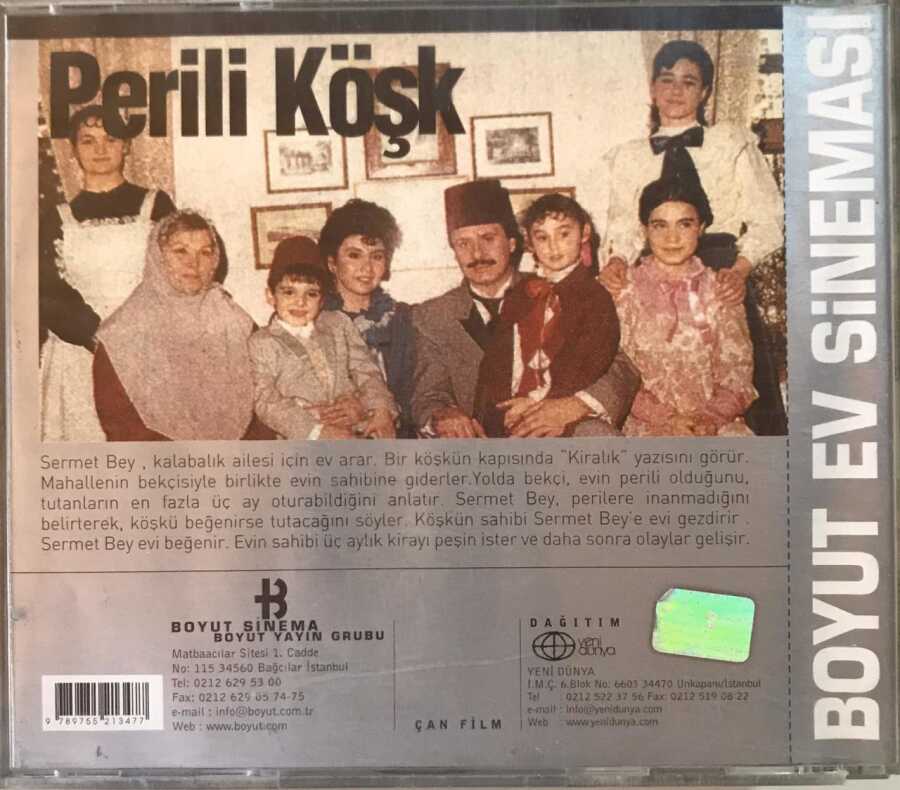 Perili Köşk
BOYUT EV SiNEMASI
Sermet Bey , kalabalık ailesi için ev arar. Bir köşkün kapısında "Kiralık" yazisını görür.
Mahallenin bekçisiyle birlikte evin sahibine giderler.Yolda bekçi, evin perili olduğunu,
tutanların en fazla üç ay oturabildiğini anlatır. Sermet Bey, perilere inanmadığını
belirterek, köşkü beğenirse tutacağını söyler. Köşkün sahibi Sermet Bey'e evi gezdirir .
Sermet Bey evi beğenir. Evin sahibi üç aylık kirayı peşin ister ve daha sonra olaylar gelişir.
BOYUT SİNEMA
BOYUT YAYIN GRUBU
Matbaacılar Sitesi 1. Cadde
No: 115 34560 Bağcılar İstanbul
Tel: 0212 629 53 00
Fax: 0212 629 05 74-75
e-mail : info@boyut.com.tr
Web : www.boyut.com
9 789755 213477
ÇAN FİLM
DAĞITIM
yeni
dünya
YENİ DÜNYA
İ.M.Ç. 6.Blok No: 6603 34470 Unkapanı/İstanbul
Tel : 0212 522 37 56 Fax: 0212 519 08 22
e-mail : info@yenidunya.com
Web : www.yenidunya.com